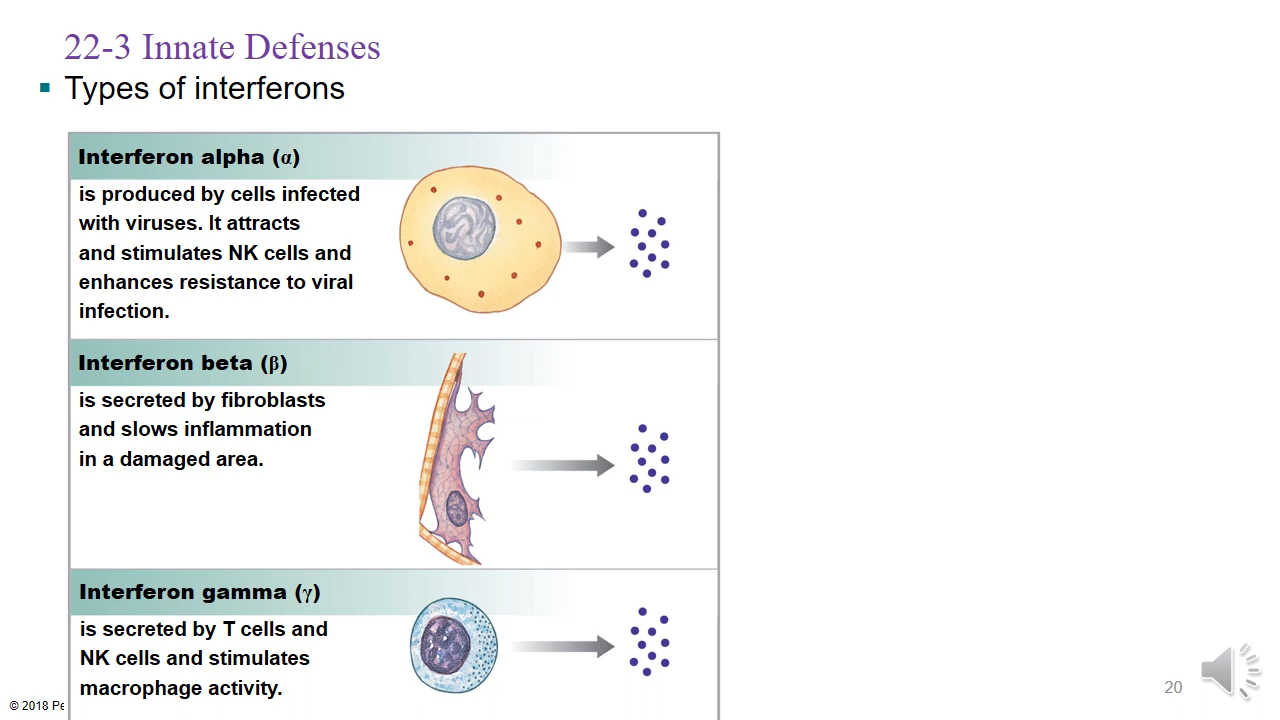 22-3 Innate Defenses
▪ Types of interferons
Interferon alpha (α)
is produced by cells infected
with viruses. It attracts
and stimulates NK cells and
enhances resistance to viral
infection.
Interferon beta (β)
is secreted by fibroblasts
and slows inflammation
in a damaged area.
Interferon gamma (γ)
is secreted by T cells and
NK cells and stimulates
macrophage activity.
20
© 2018